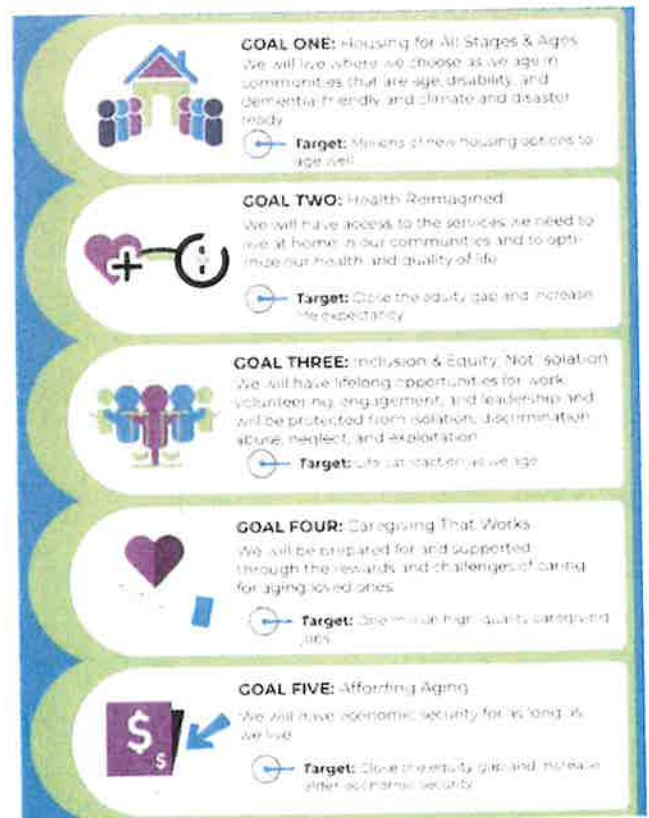 GOAL ONE: Housing for All Stages & Ages
We will live where we choose as we age in
communities that are age, disability, and
dementia-friendly and climate and disaster
ready
Target: Millions of new housing options to
age well
GOAL TWO: Health Reimagined
We will have access to the services we need to
live at home in our communities and to opti-
mize our health and quality of life
Target: Close the equity gap and increase
life expectancy
GOAL THREE: Inclusion & Equity, Not Isolation
We will have lifelong opportunities for work,
volunteering, engagement, and leadership and
will be protected from isolation, discrimination,
abuse, neglect, and exploitation
Target: Life satisfaction as we age
GOAL FOUR: Caregiving That Works
We will be prepared for and supported
through the rewards and challenges of caring
for aging loved ones
Target: One million high-quality caregiving
jobs
GOAL FIVE: Affording Aging
We will have economic security for as long as
we live
$
$
Target: Close the equity gap and increase
elder economic security